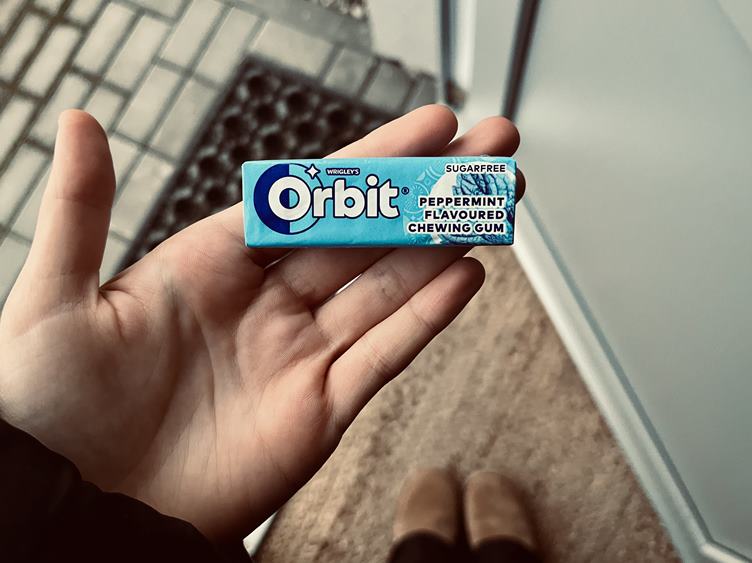 WRIGLEY'S
Orbit®
SUGARFREE
PEPPERMINT
FLAVOURED
CHEWING GUM